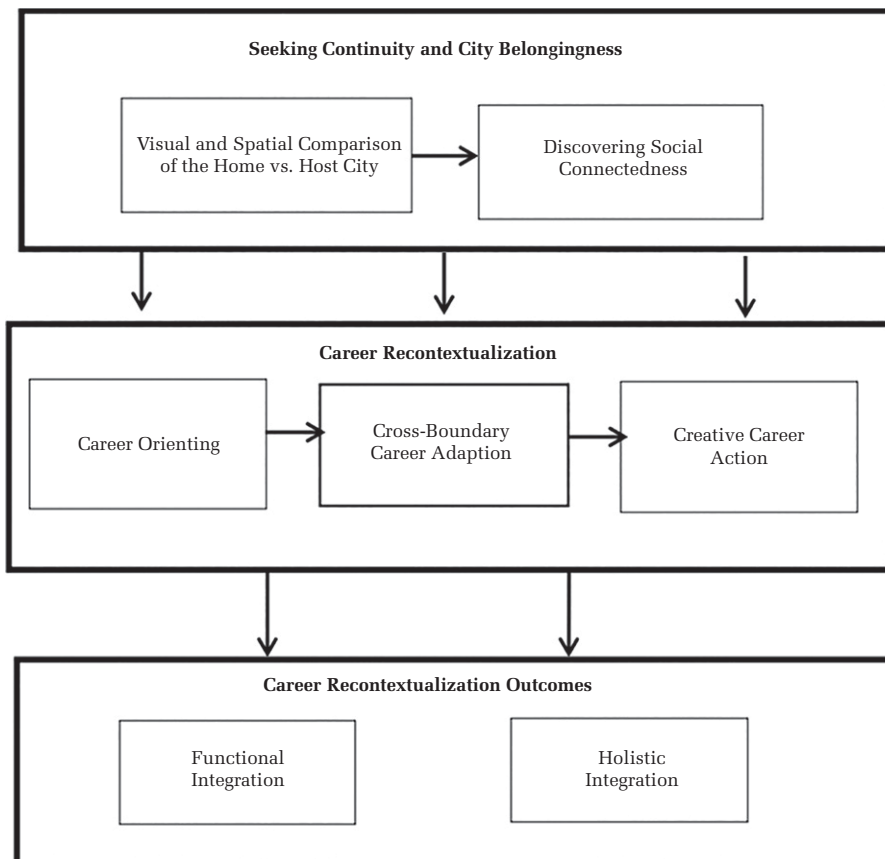 Seeking Continuity and City Belongingness
Visual and Spatial Comparison
of the Home vs. Host City
Discovering Social
Connectedness
Career Recontextualization
Career Orienting
Cross-Boundary
Career Adaption
Creative Career
Action
Career Recontextualization Outcomes
Functional
Integration
Holistic
Integration